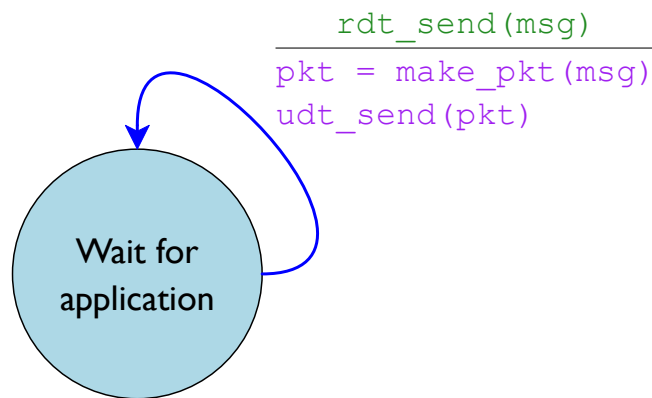 rdt_send(msg)
pkt = make_pkt(msg)
udt_send(pkt)
Wait for
application